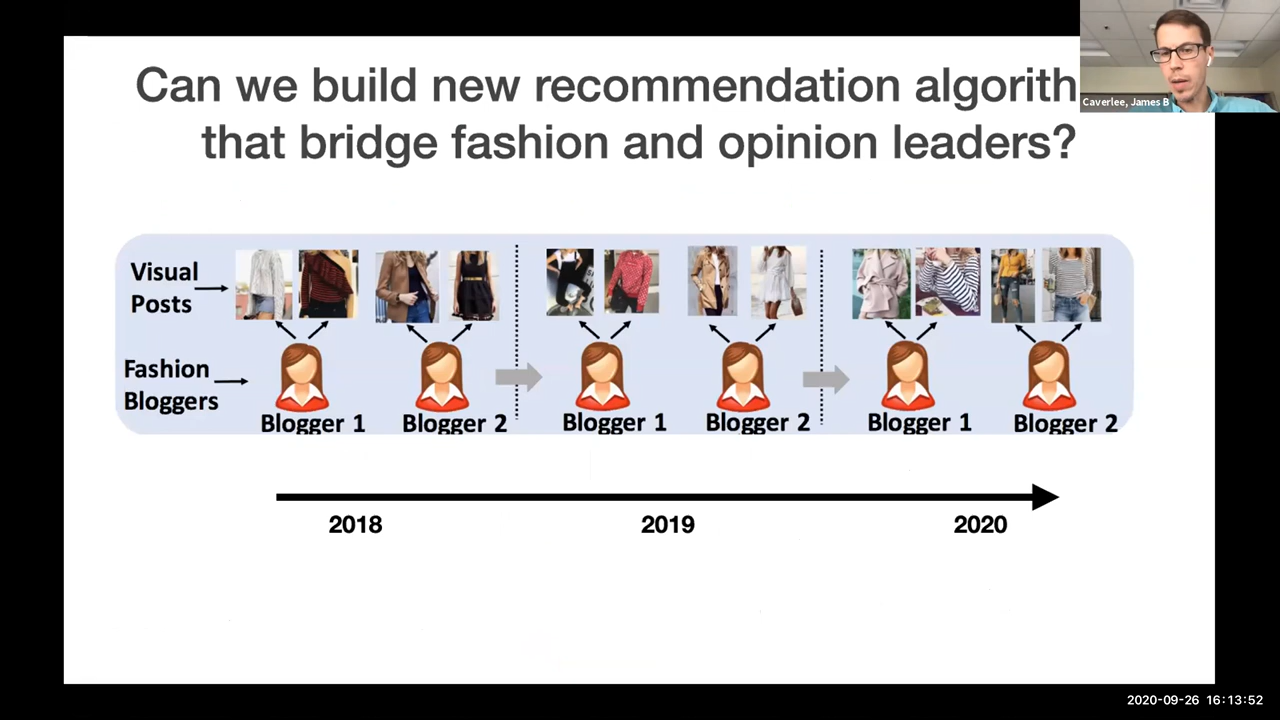 Can we build new recommendation algorith
that bridge fashion and opinion leaders?
Caverlee, James B
Visual
Posts
Fashion
Bloggers
Blogger 1
Blogger 2
Blogger 1
Blogger 2
Blogger 1
Blogger 2
2018
2019
2020
2020-09-26 16:13:52